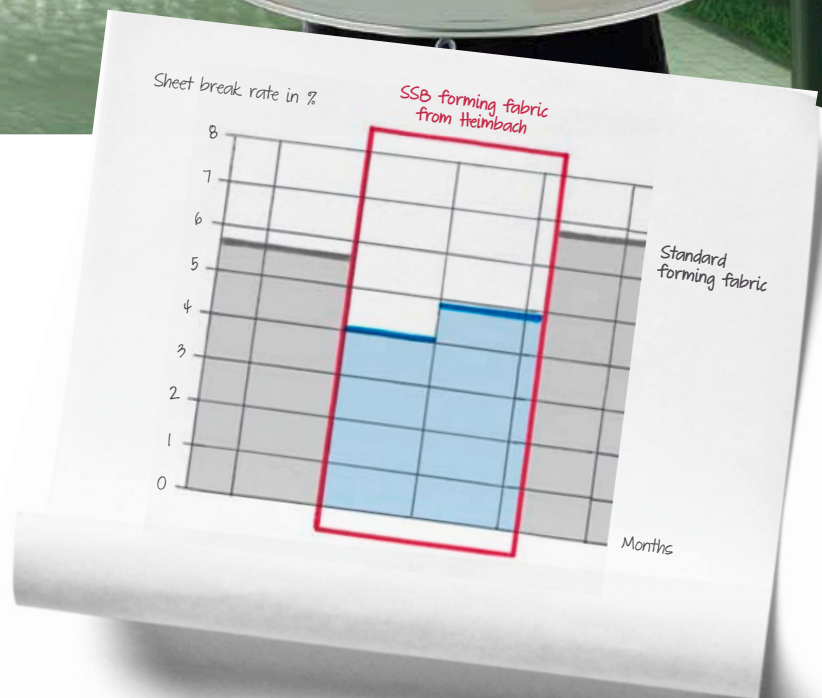 Sheet break rate in %
SSB forming fabric
from Heimbach
8
7
6
5
4
3
2
1
0
Standard
forming fabric
Months